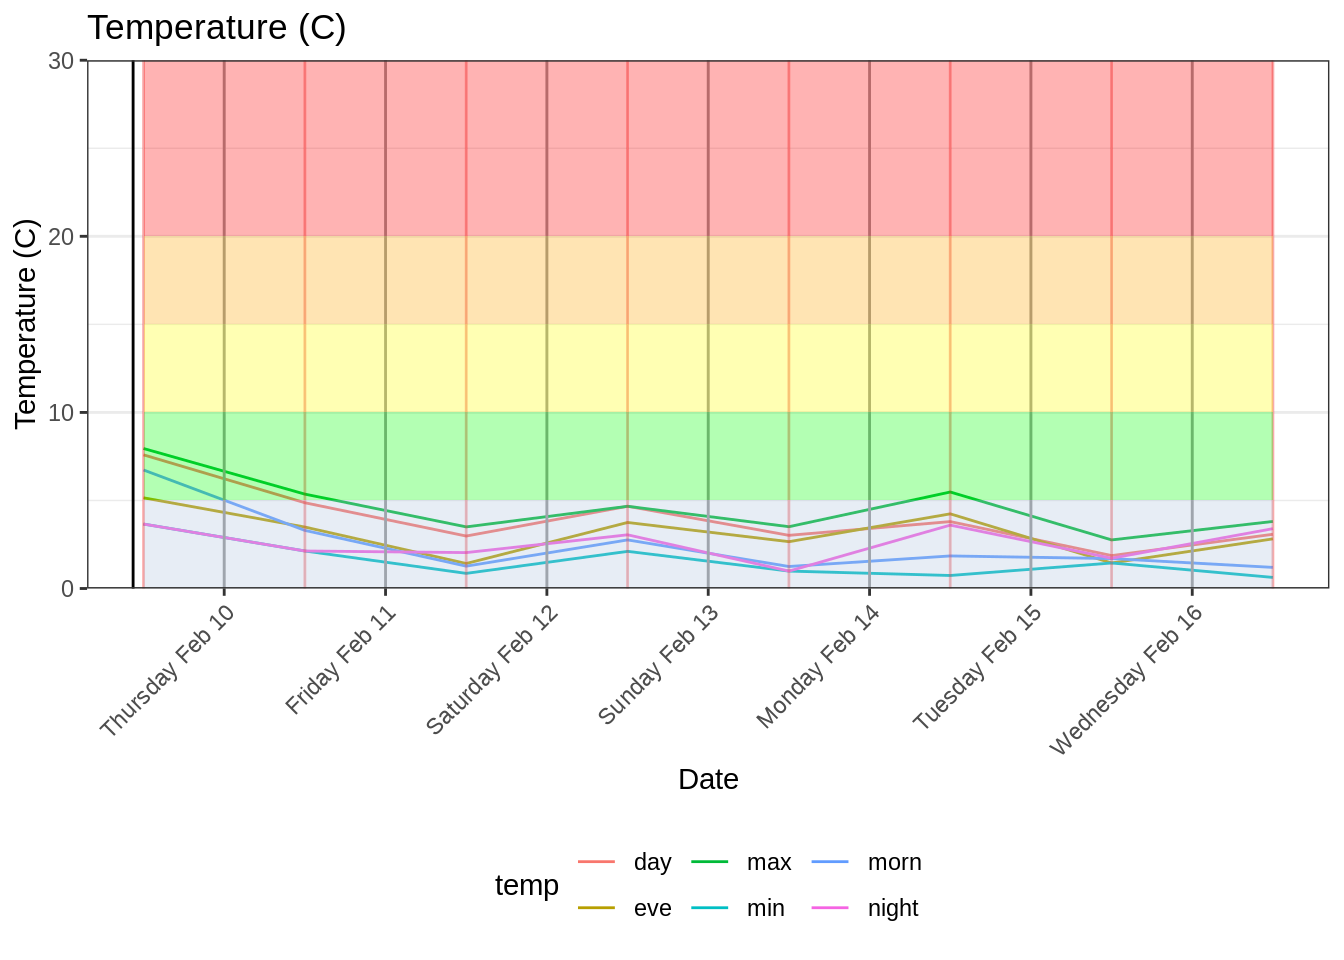 Temperature (C)
Temperature (C)
30
20
10
0
Thursday Feb 10
Friday Feb 11
Saturday Feb 12
Sunday Feb 13
Monday Feb 14
Tuesday Feb 15
Wednesday Feb 16
Date
temp
day
max
morn
eve
min
night